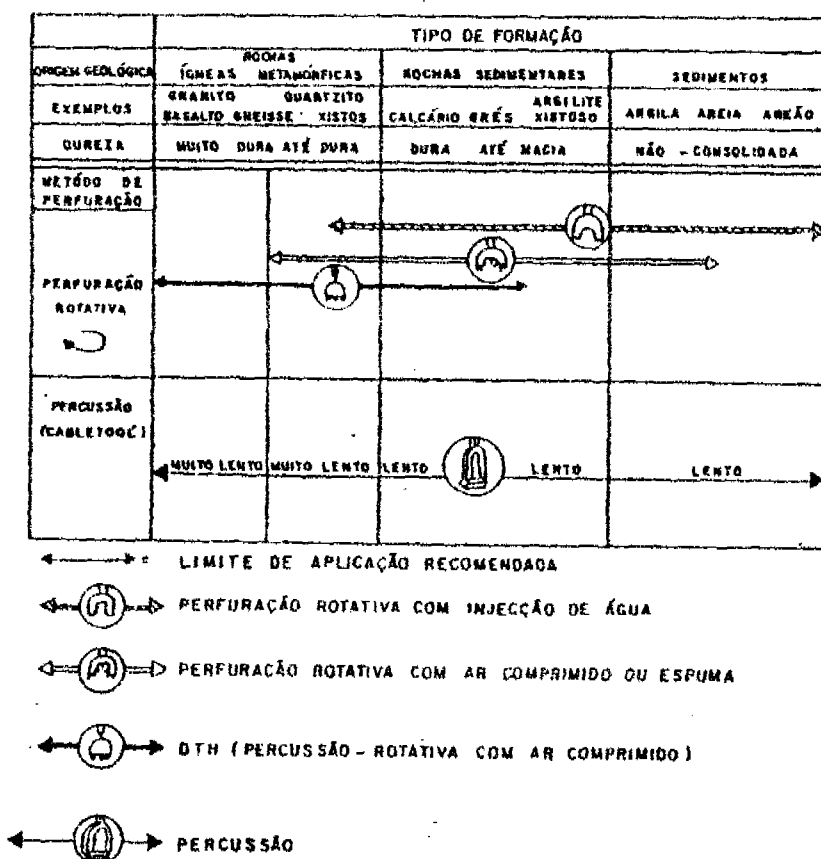 TIPO DE FORMAÇÃO
ROCHAS
ORIGEM GEOLÓGICA ÍGNEAS METAMÓRFICAS ROCHAS SEDIMENTARES SEDIMENTOS
EXEMPLOS GRANITO QUARTZITO ARGILITE
BASALTO GNEISSE XISTOS CALCÁRIO GRÉS XISTOSO ARGILA AREIA AREÃO
DUREZA MUITO DURA ATÉ DURA DURA ATÉ MACIA NÃO - CONSOLIDADA
METÓDO DE
PERFURAÇÃO
PERFURAÇÃO
ROTATIVA
PERCUSSÃO
(CABLETOOL)
MUITO LENTO MUITO LENTO LENTO LENTO LENTO
LIMITE DE APLICAÇÃO RECOMENDADA
PERFURAÇÃO ROTATIVA COM INJECÇÃO DE ÁGUA
PERFURAÇÃO ROTATIVA COM AR COMPRIMIDO OU ESPUMA
DTH (PERCUSSÃO - ROTATIVA COM AR COMPRIMIDO)
PERCUSSÃO